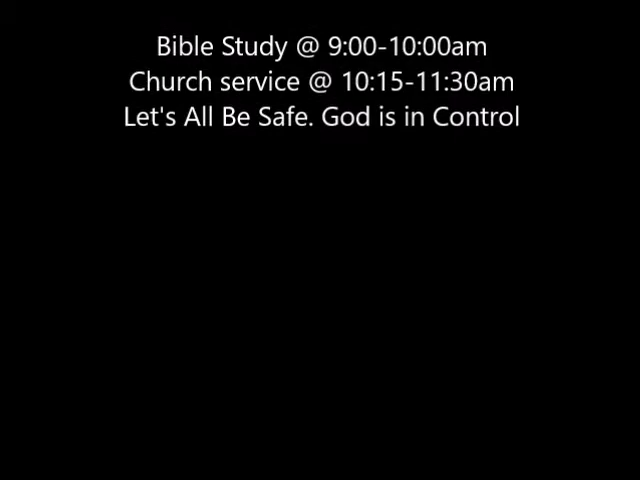 Bible Study @ 9:00-10:00am
Church service @ 10:15-11:30am
Let's All Be Safe. God is in Control